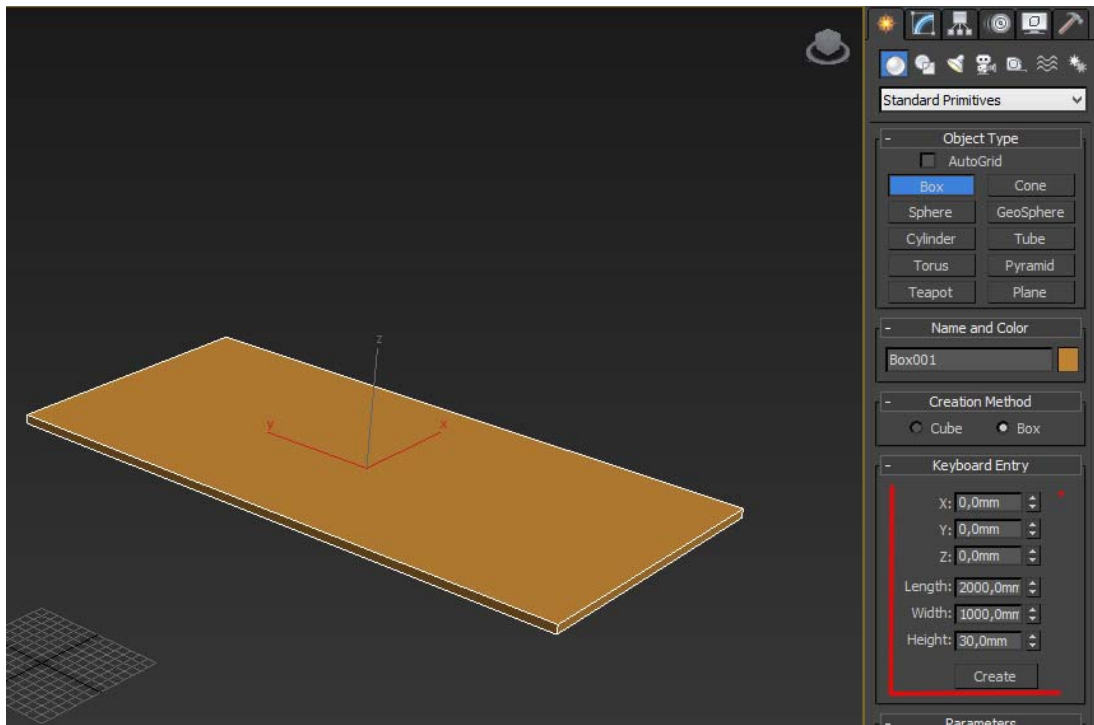 Standard Primitives
- Object Type
AutoGrid
Box Cone
Sphere GeoSphere
Cylinder Tube
Torus Pyramid
Teapot Plane
- Name and Color
Box001
- Creation Method
Cube Box
- Keyboard Entry
X: 0,0mm
Y: 0,0mm
Z: 0,0mm
Length: 2000,0mm
Width: 1000,0mm
Height: 30,0mm
Create
- Parameters
z
y x